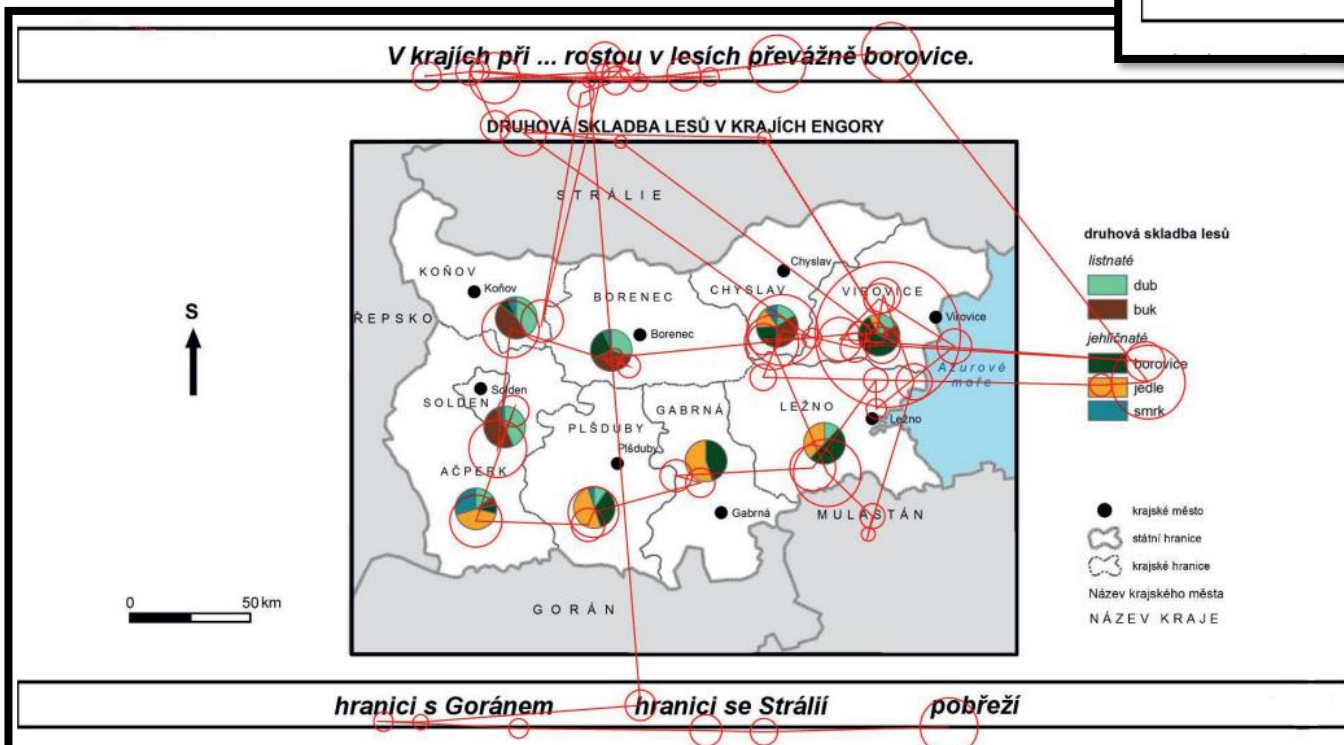 V krajích při ... rostou v lesích převážně borovice.
DRUHOVÁ SKLADBA LESŮ V KRAJÍCH ENGORY
STRÁLIE
KOŇOV
Koňov
BORENEC
Borenec
CHYSLAV
Chyslav
VIROVICE
Virovice
ŘEPSKO
S
Azurové
moře
SOLDEN
Solden
PLŠDUBY
Plšduby
GABRNÁ
Gabrná
LEŽNO
Ležno
AČPERK
MULASTÁN
GORÁN
0 50 km
druhová skladba lesů
listnaté
dub
buk
jehličnaté
borovice
jedle
smrk
krajské město
státní hranice
krajské hranice
Název krajského města
NÁZEV KRAJE
hranici s Goránem hranici se Strálií pobřeží